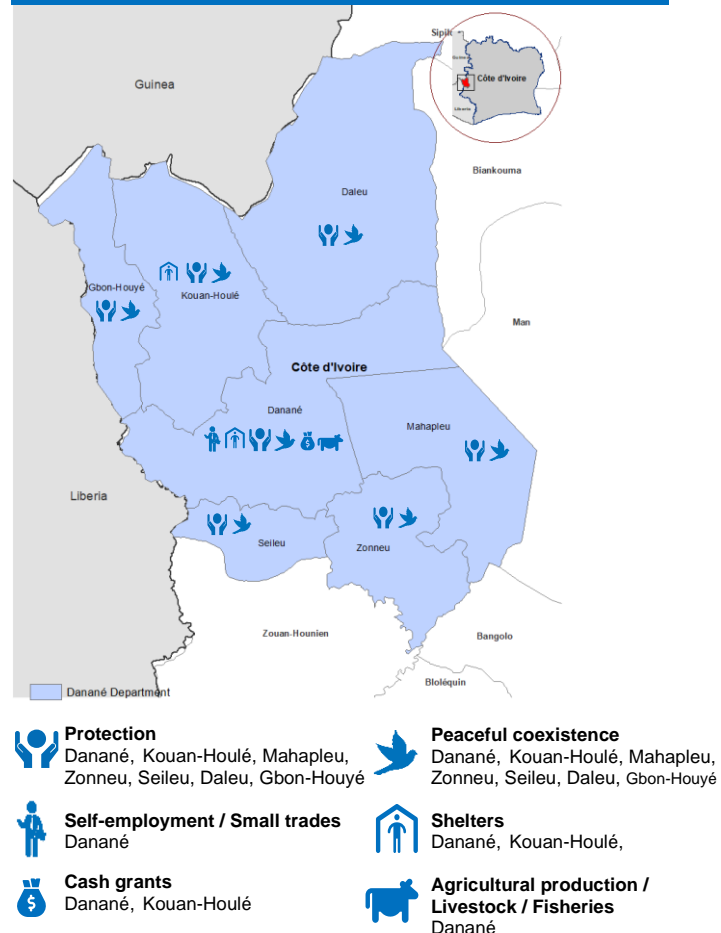 Guinea
Côte d'Ivoire
Liberia
Biankouma
Daleu
Gbon-Houyé
Kouan-Houlé
Man
Côte d'Ivoire
Danané
Mahapleu
Liberia
Seileu
Zonneu
Zouan-Hounien
Bangolo
Bloléquin
Danané Department
Protection
Danané, Kouan-Houlé, Mahapleu,
Zonneu, Seileu, Daleu, Gbon-Houyé
Peaceful coexistence
Danané, Kouan-Houlé, Mahapleu,
Zonneu, Seileu, Daleu, Gbon-Houyé
Self-employment / Small trades
Danané
Shelters
Danané, Kouan-Houlé,
Cash grants
Danané, Kouan-Houlé
Agricultural production /
Livestock / Fisheries
Danané